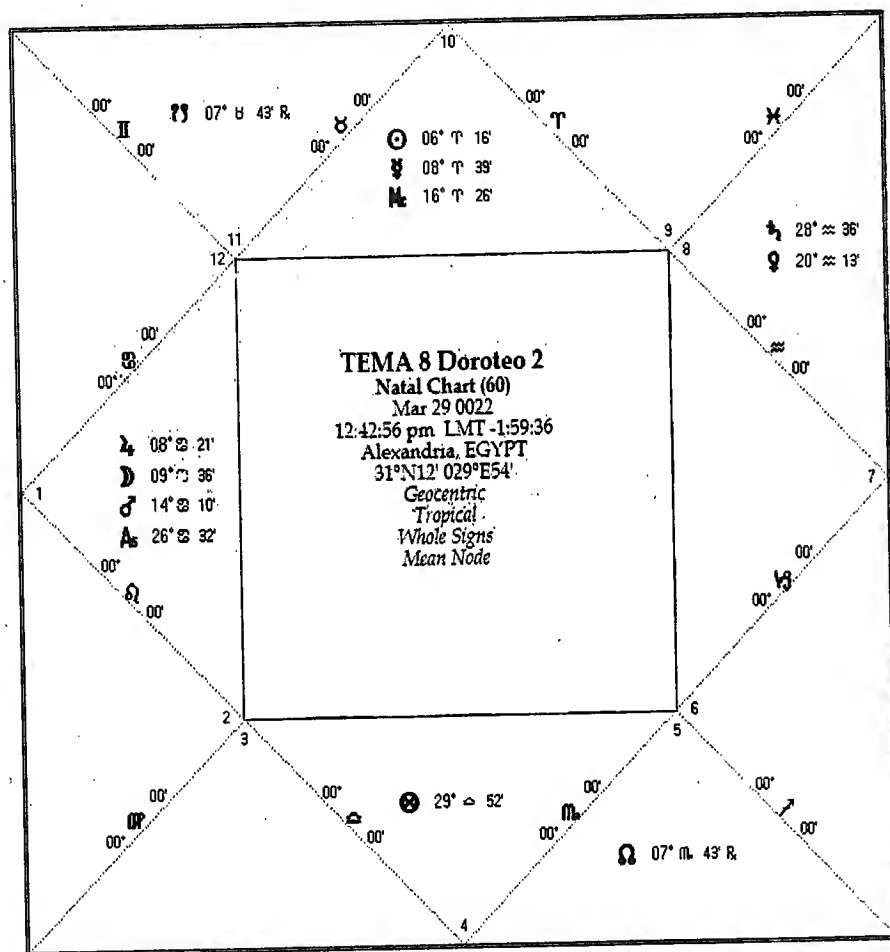 10
00° ♊ 00'
☋ 07° ♉ 43' ℞
00° ♉ 00'
☉ 06° ♈ 16'
☿ 08° ♈ 39'
Mc 16° ♈ 26'
00° ♈ 00'
00° ♓ 00'
11
12
9
8
♄ 28° ♒ 36'
♀ 20° ♒ 13'
00° ♋ 00'
00° ♒ 00'
TEMA 8 Doroteo 2
Natal Chart (60)
Mar 29 0022
12:42:56 pm LMT -1:59:36
Alexandria, EGYPT
31°N12' 029°E54'
Geocentric
Tropical
Whole Signs
Mean Node
♃ 08° ♋ 21'
☽ 09° ♋ 36'
♂ 14° ♋ 10'
As 26° ♋ 32'
1
7
00° ♌ 00'
00° ♑ 00'
2
3
6
5
00° ♍ 00'
00° ♎ 00'
⊗ 29° ♎ 52'
00° ♏ 00'
☊ 07° ♏ 43' ℞
00° ♐ 00'
4